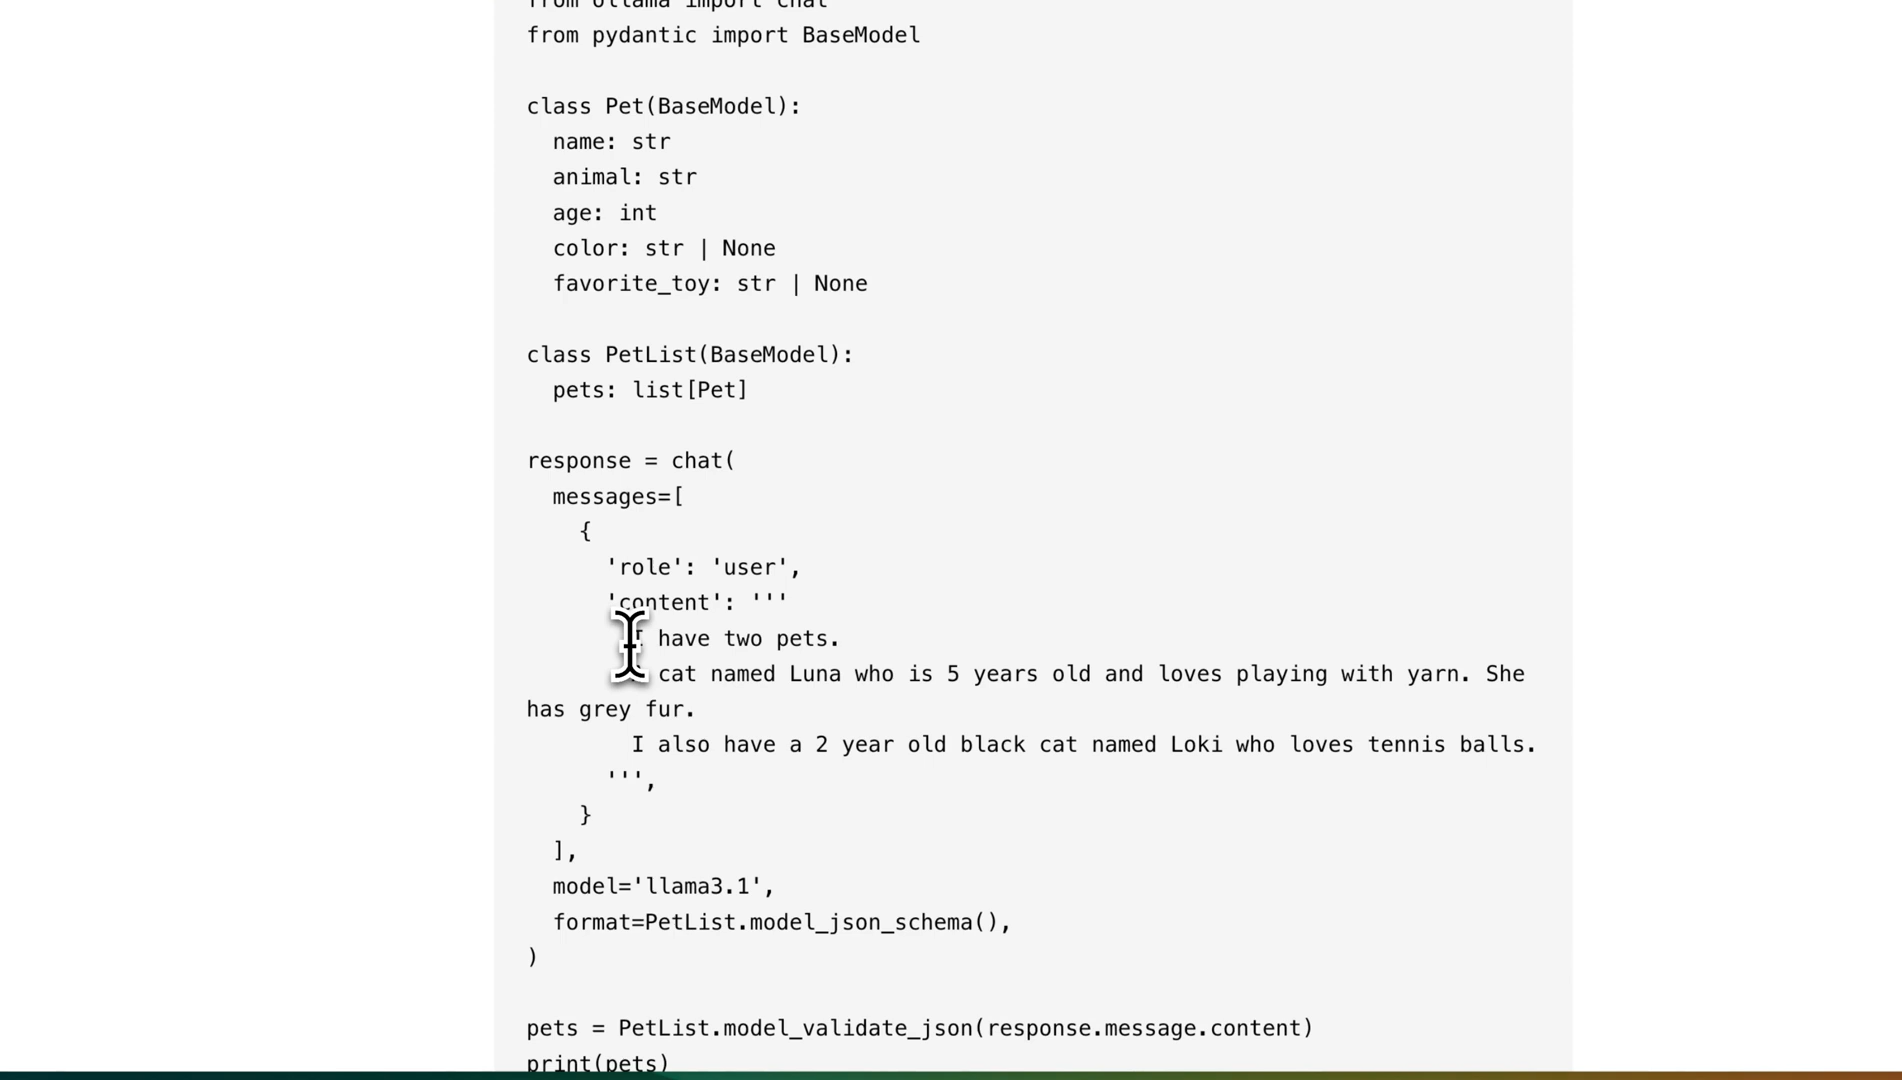 from ollama import chat
from pydantic import BaseModel

class Pet(BaseModel):
  name: str
  animal: str
  age: int
  color: str | None
  favorite_toy: str | None

class PetList(BaseModel):
  pets: list[Pet]

response = chat(
  messages=[
    {
      'role': 'user',
      'content': '''
        I have two pets.
        cat named Luna who is 5 years old and loves playing with yarn. She
has grey fur.
        I also have a 2 year old black cat named Loki who loves tennis balls.
      ''',
    }
  ],
  model='llama3.1',
  format=PetList.model_json_schema(),
)

pets = PetList.model_validate_json(response.message.content)
print(pets)